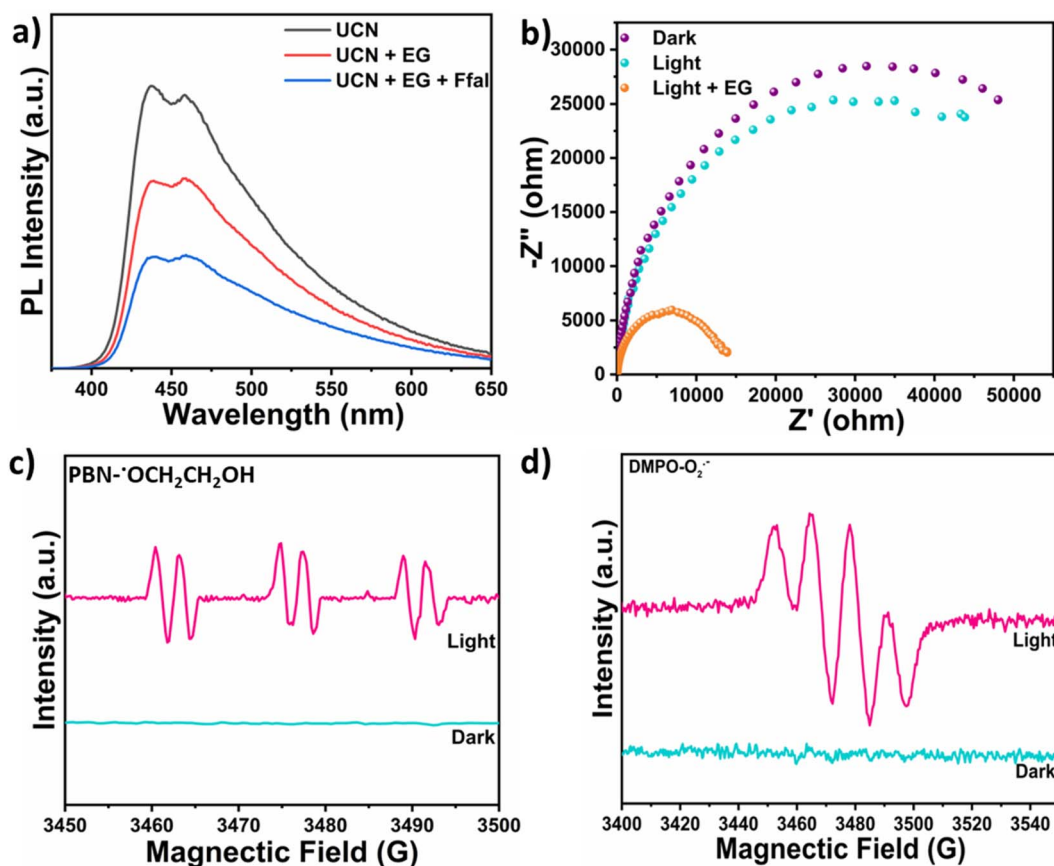 a)
UCN
UCN + EG
UCN + EG + Ffal
PL Intensity (a.u.)
400 450 500 550 600 650
Wavelength (nm)
b)
Dark
Light
Light + EG
30000
25000
20000
15000
10000
5000
0
-Z" (ohm)
0 10000 20000 30000 40000 50000
Z' (ohm)
c)
PBN-˙OCH₂CH₂OH
Light
Dark
Intensity (a.u.)
3450 3460 3470 3480 3490 3500
Magnectic Field (G)
d)
DMPO-O₂˙⁻
Light
Dark
Intensity (a.u.)
3400 3420 3440 3460 3480 3500 3520 3540
Magnectic Field (G)